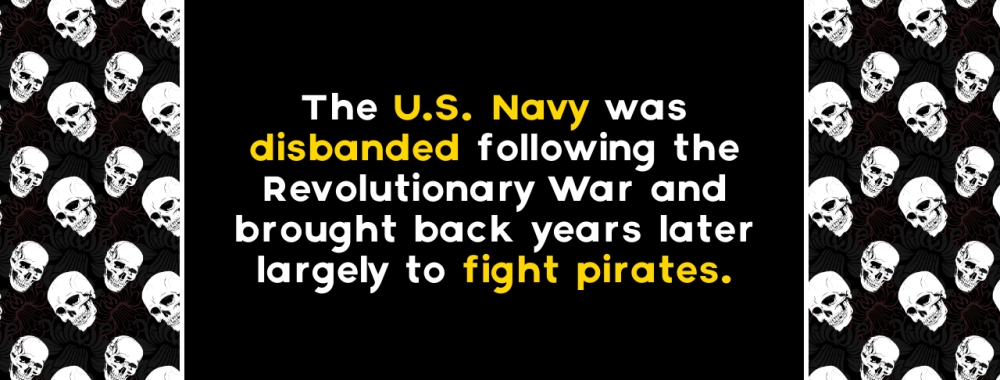 The U.S. Navy was
disbanded following the
Revolutionary War and
brought back years later
largely to fight pirates.